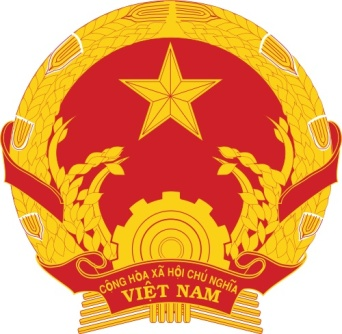 CỘNG HÒA XÃ HỘI CHỦ NGHĨA
VIỆT NAM